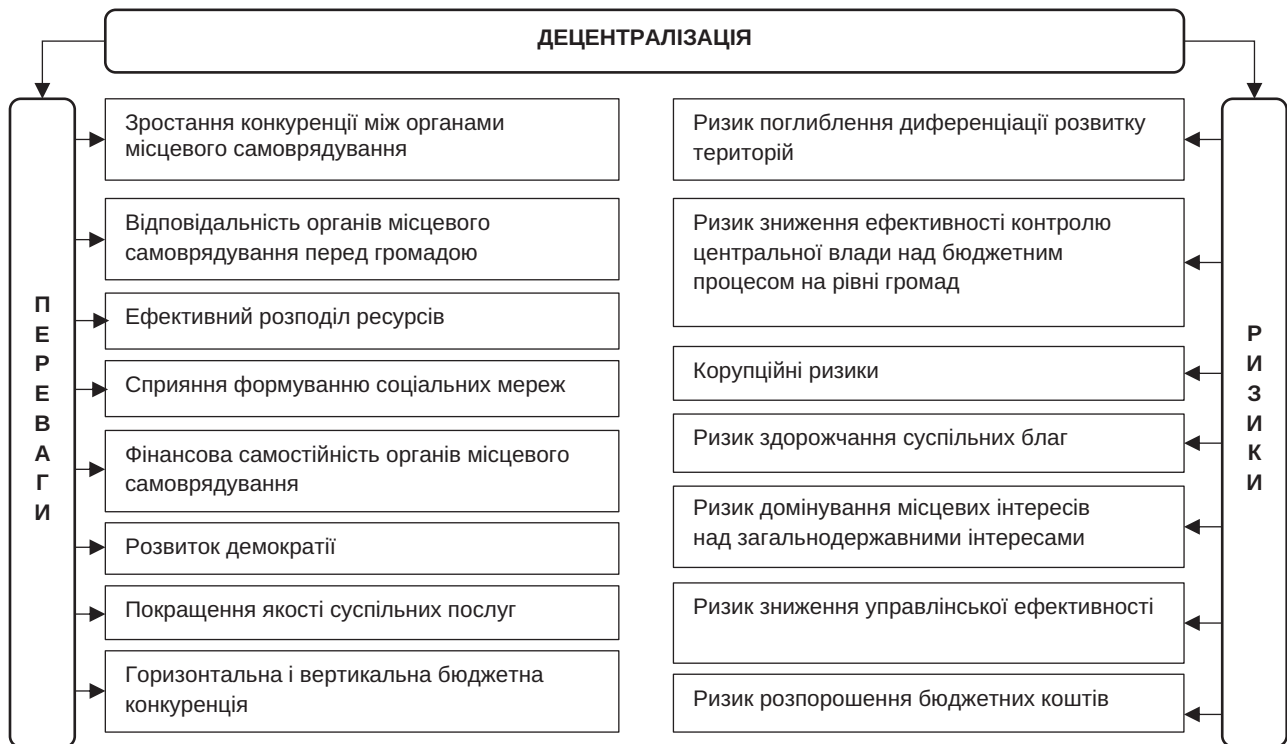 ДЕЦЕНТРАЛІЗАЦІЯ
ПЕРЕВАГИ
Зростання конкуренції між органами
місцевого самоврядування
Відповідальність органів місцевого
самоврядування перед громадою
Ефективний розподіл ресурсів
Сприяння формуванню соціальних мереж
Фінансова самостійність органів місцевого
самоврядування
Розвиток демократії
Покращення якості суспільних послуг
Горизонтальна і вертикальна бюджетна
конкуренція
Ризик поглиблення диференціації розвитку
територій
Ризик зниження ефективності контролю
центральної влади над бюджетним
процесом на рівні громад
Корупційні ризики
Ризик здорожчання суспільних благ
Ризик домінування місцевих інтересів
над загальнодержавними інтересами
Ризик зниження управлінської ефективності
Ризик розпорошення бюджетних коштів
РИЗИКИ